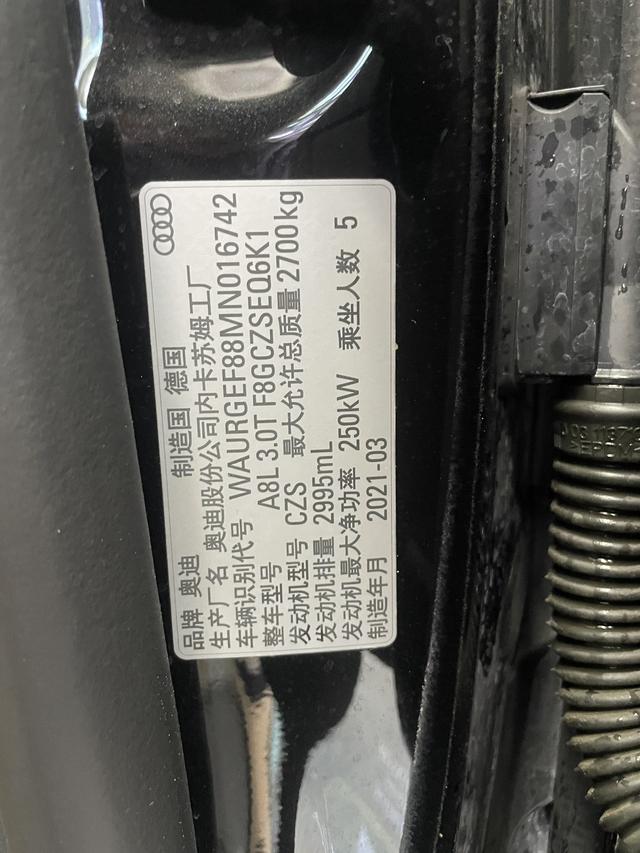 品牌 奥迪 制造国 德国
生产厂名 奥迪股份公司内卡苏姆工厂
车辆识别代号 WAURGEF88MN016742
整车型号 A8L 3.0T F8GCZSEQ6K1
发动机型号 CZS 最大允许总质量 2700kg
发动机排量 2995mL
发动机最大净功率 250kW 乘坐人数 5
制造年月 2021-03